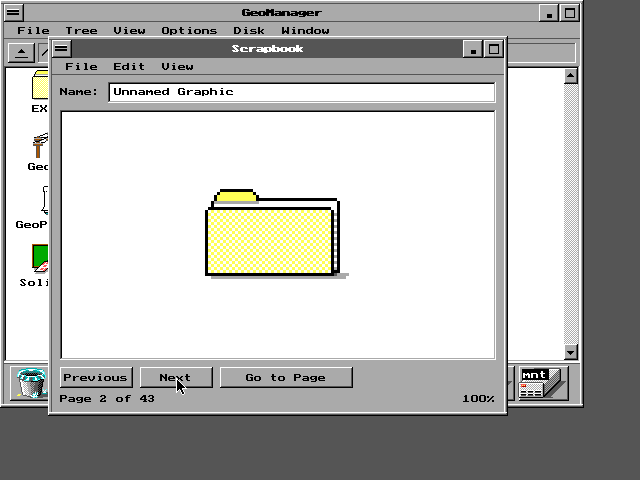 GeoManager
File Tree View Options Disk Window
Scrapbook
File Edit View
Name: Unnamed Graphic
EX
Geo
GeoP
Soli
Previous Next Go to Page
mnt
Page 2 of 43 100%